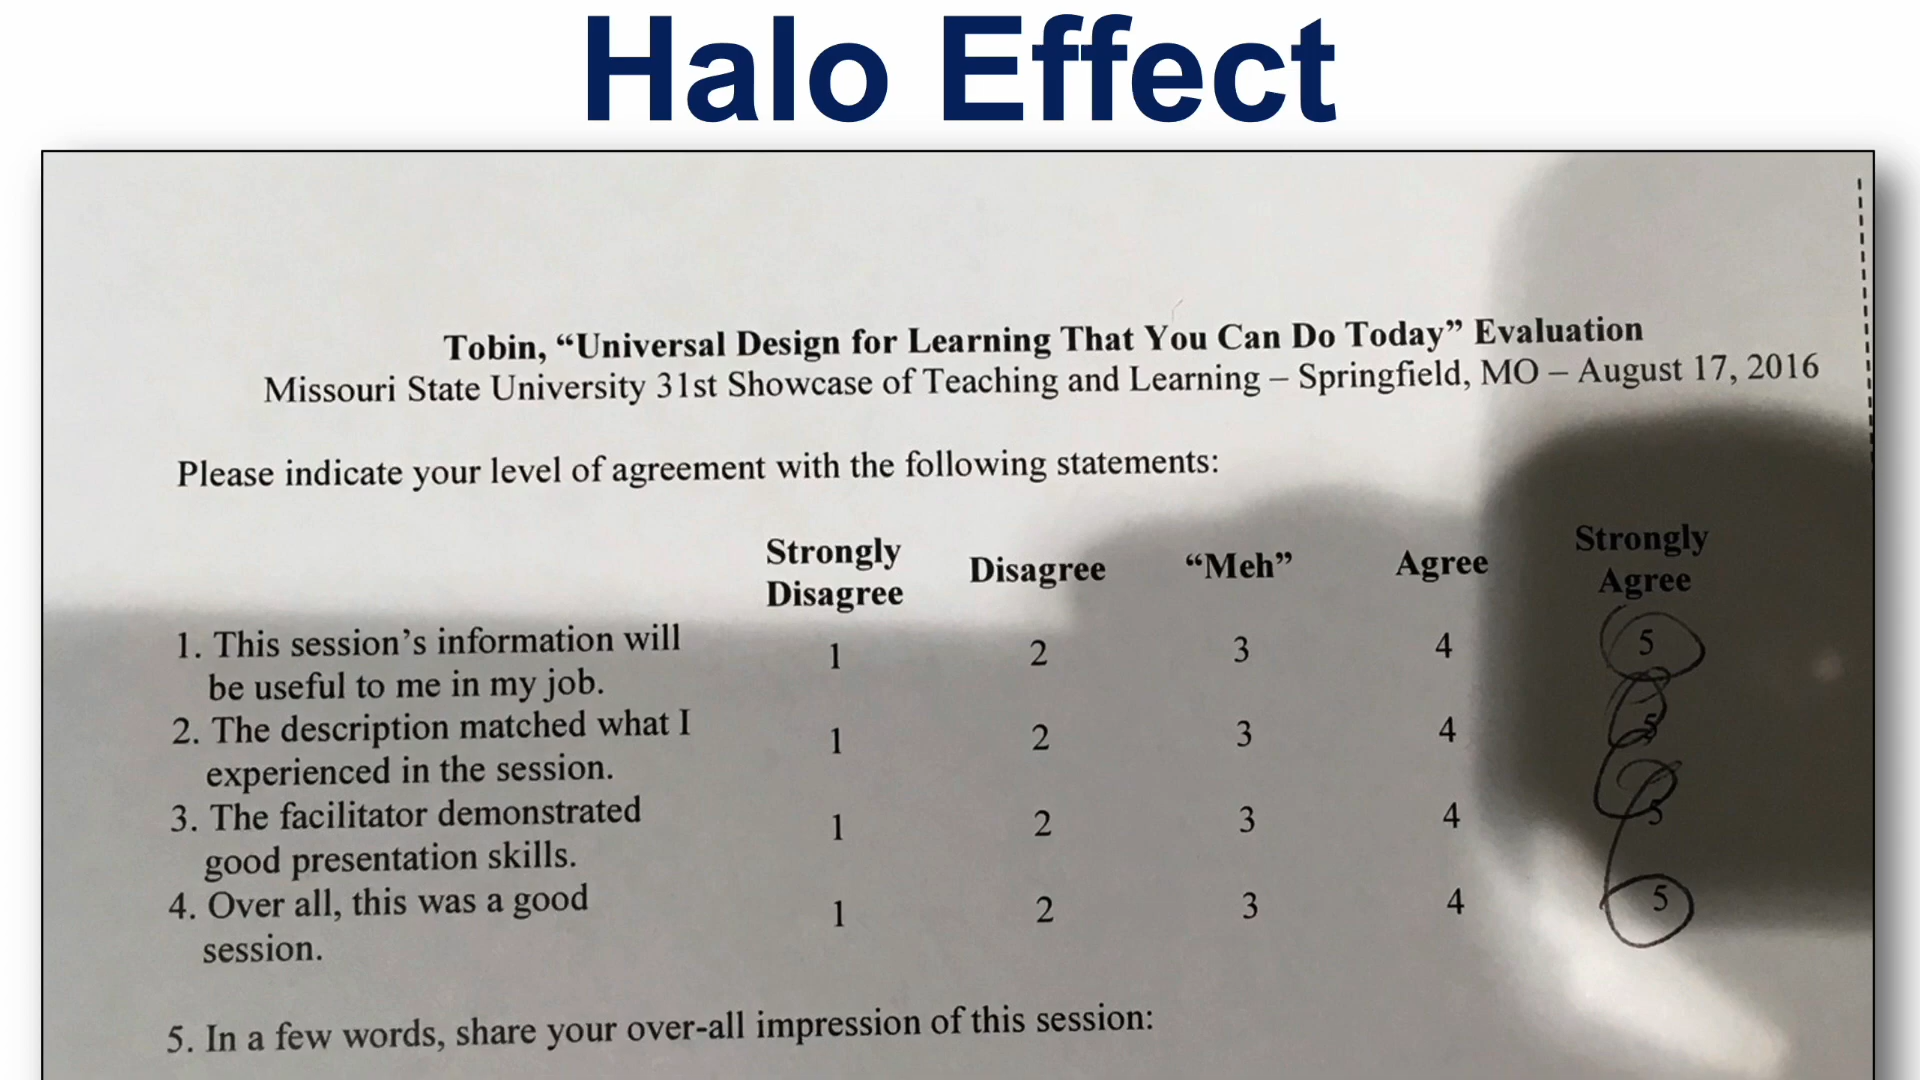 Halo Effect
Tobin, “Universal Design for Learning That You Can Do Today” Evaluation
Missouri State University 31st Showcase of Teaching and Learning – Springfield, MO – August 17, 2016
Please indicate your level of agreement with the following statements:
Strongly Disagree Disagree “Meh” Agree Strongly Agree
1. This session’s information will 1 2 3 4 5
be useful to me in my job.
2. The description matched what I 1 2 3 4 5
experienced in the session.
3. The facilitator demonstrated 1 2 3 4 5
good presentation skills.
4. Over all, this was a good 1 2 3 4 5
session.
5. In a few words, share your over-all impression of this session: